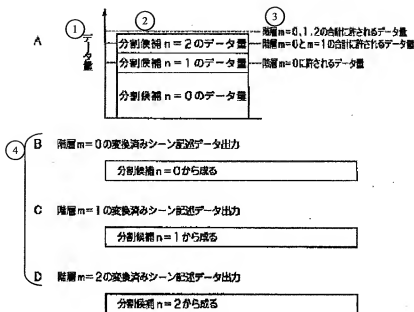 ① ② ③
A
データ量
分割候補n=2のデータ量
分割候補n=1のデータ量
分割候補n=0のデータ量
階層m=0,1,2の合計に許されるデータ量
階層m=0とm=1の合計に許されるデータ量
階層m=0に許されるデータ量
④
B 階層m=0の変換済みシーン記述データ出力
分割候補n=0から成る
C 階層m=1の変換済みシーン記述データ出力
分割候補n=1から成る
D 階層m=2の変換済みシーン記述データ出力
分割候補n=2から成る